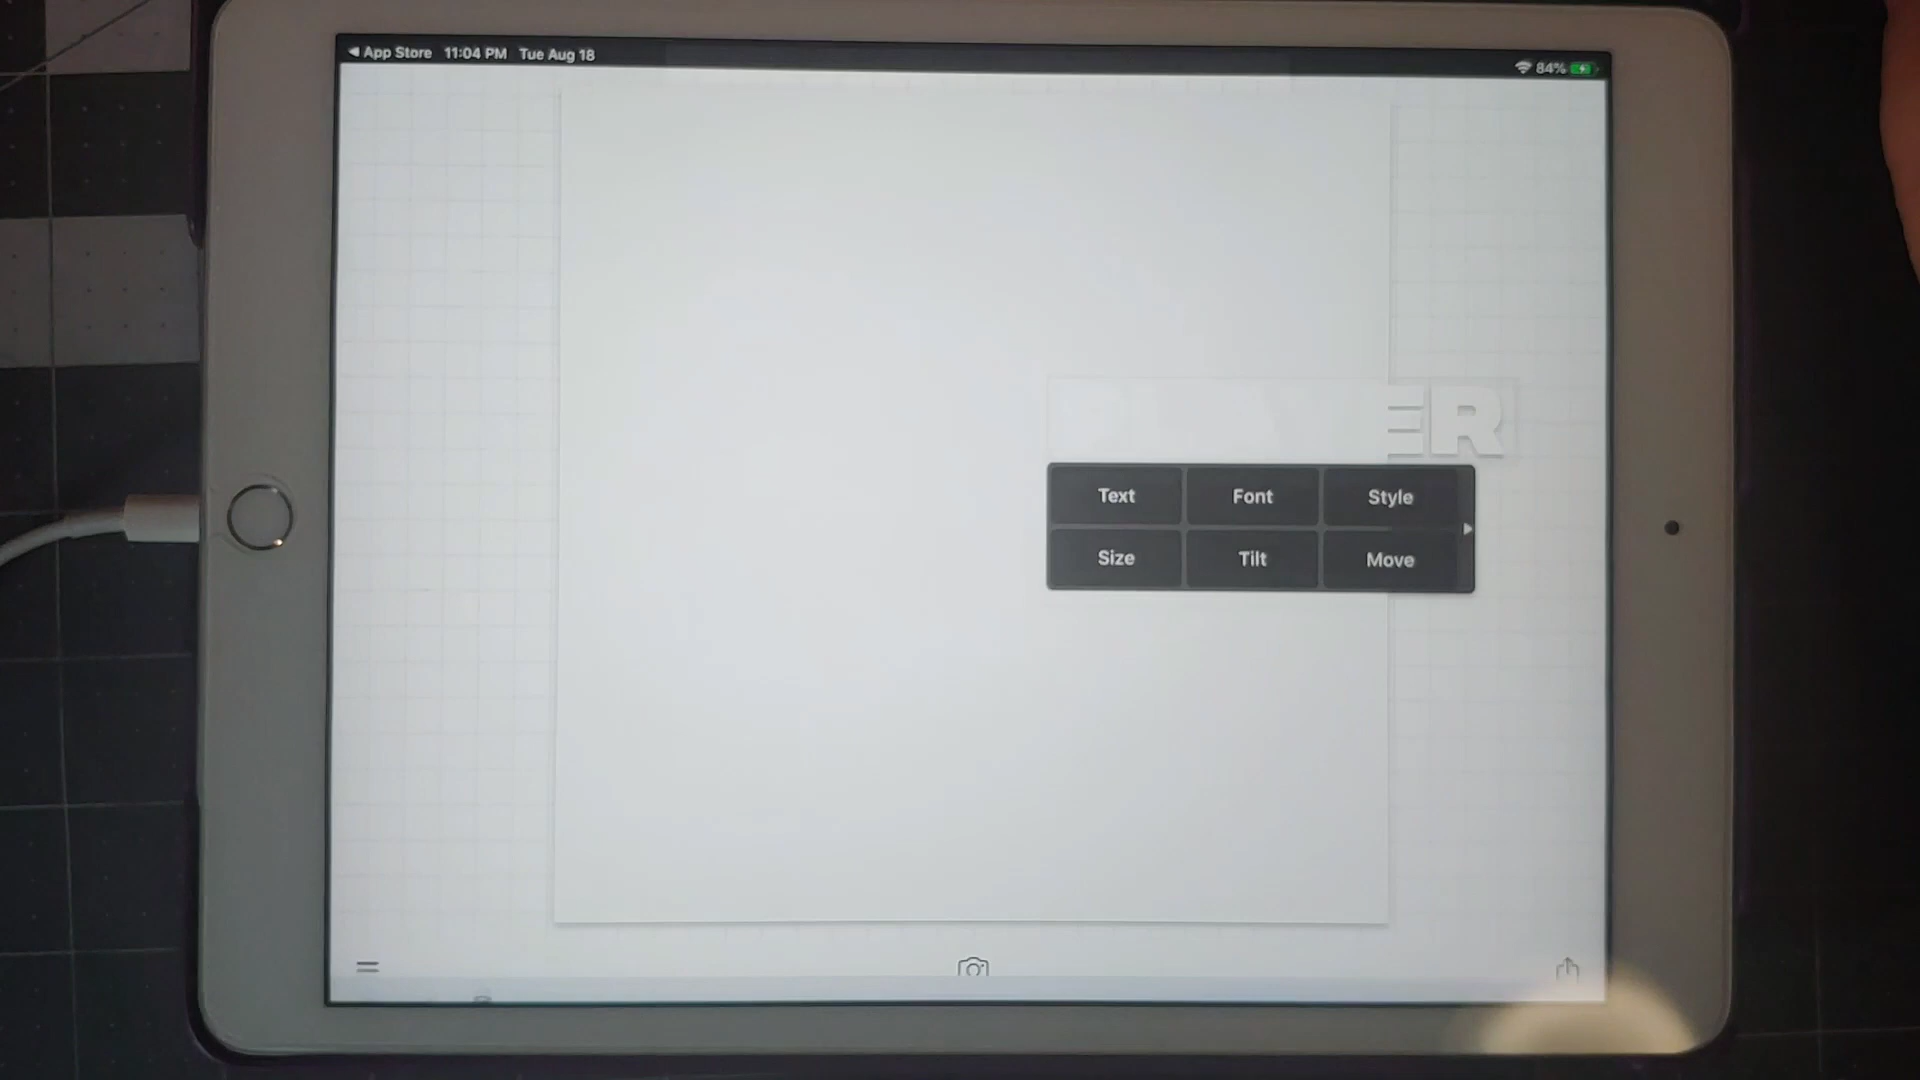 App Store 11:04 PM Tue Aug 18
84%
ER
Text Font Style
Size Tilt Move